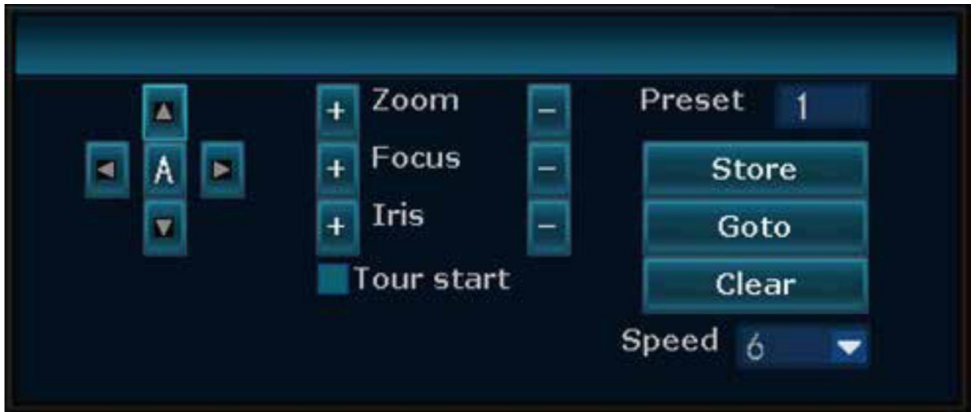 + Zoom - Preset 1
A + Focus - Store
+ Iris - Goto
Tour start Clear
Speed 6